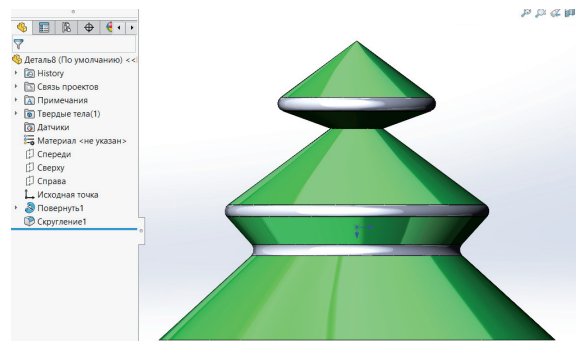 Деталь8 (По умолчанию) <<
History
Связь проектов
Примечания
Твердые тела(1)
Датчики
Материал <не указан>
Спереди
Сверху
Справа
Исходная точка
Повернуть1
Скругление1